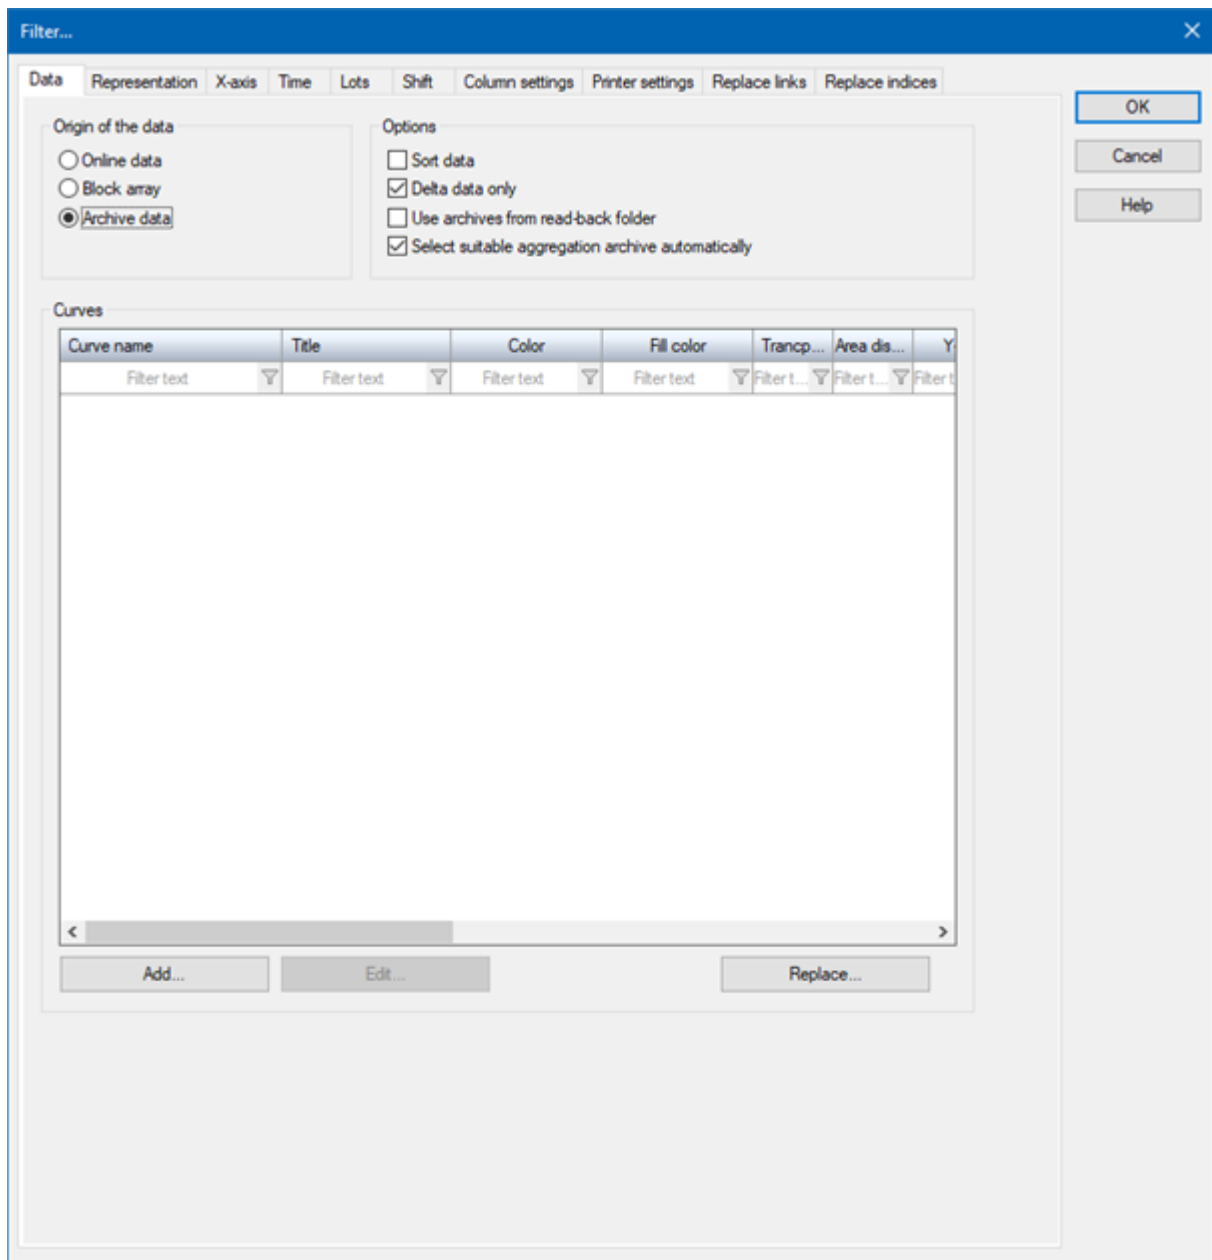 Filter...
Data Representation X-axis Time Lots Shift Column settings Printer settings Replace links Replace indices
OK
Cancel
Help
Origin of the data
Online data
Block array
Archive data
Options
Sort data
Delta data only
Use archives from read-back folder
Select suitable aggregation archive automatically
Curves
Curve name Title Color Fill color Trancp... Area dis... Y-
Filter text Filter text Filter text Filter text Filter t... Filter t... Filter t
Add... Edit... Replace...